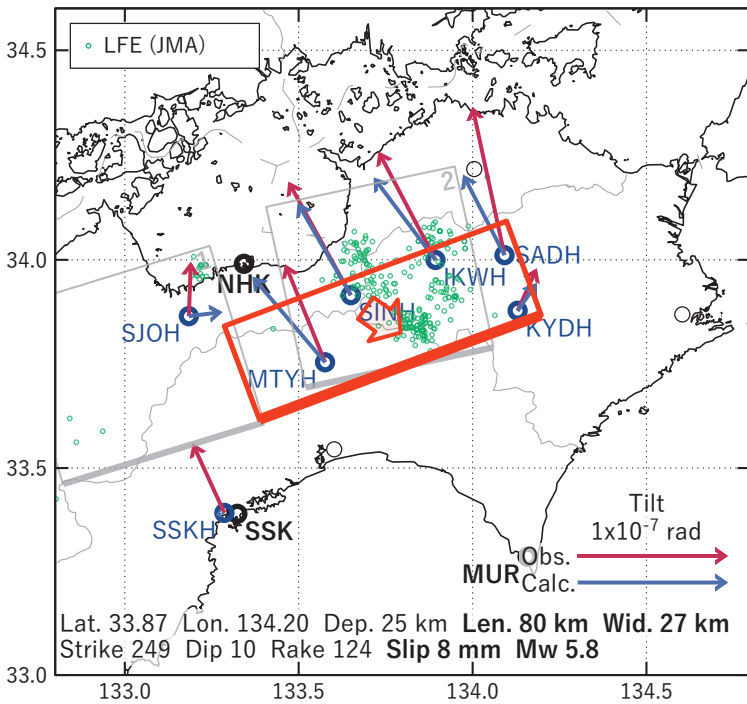 34.5
LFE (JMA)
2
34.0
NHK
IKWH
SADH
SJOH
SINH
KYDH
MTYH
33.5
SSKH
SSK
Tilt
1x10-7 rad
MUR
Obs.
Calc.
Lat. 33.87 Lon. 134.20 Dep. 25 km Len. 80 km Wid. 27 km
Strike 249 Dip 10 Rake 124 Slip 8 mm Mw 5.8
33.0
133.0 133.5 134.0 134.5